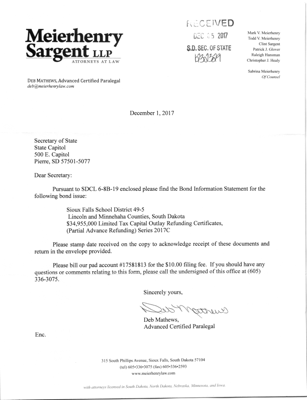 Meierhenry
Sargent LLP
ATTORNEYS AT LAW
DEB MATHEWS, Advanced Certified Paralegal
deb@meierhenrylaw.com
RECEIVED
2017
S.D. SEC. OF STATE
Mark V. Meierhenry
Todd V. Meierhenry
Clint Sargent
Patrick J. Glover
Raleigh Hansman
Christopher J. Healy
Sabrina Meierhenry
Of Counsel
December 1, 2017
Secretary of State
State Capitol
500 E. Capitol
Pierre, SD 57501-5077
Dear Secretary:
Pursuant to SDCL 6-8B-19 enclosed please find the Bond Information Statement for the
following bond issue:
Sioux Falls School District 49-5
Lincoln and Minnehaha Counties, South Dakota
$34,955,000 Limited Tax Capital Outlay Refunding Certificates,
(Partial Advance Refunding) Series 2017C
Please stamp date received on the copy to acknowledge receipt of these documents and
return in the envelope provided.
Please bill our pad account #17581813 for the $10.00 filing fee. If you should have any
questions or comments relating to this form, please call the undersigned of this office at (605)
336-3075.
Sincerely yours,
Deb Mathews
Deb Mathews,
Advanced Certified Paralegal
Enc.
315 South Phillips Avenue, Sioux Falls, South Dakota 57104
(tel) 605-336-3075 (fax) 605-336-2593
www.meierhenrylaw.com
with attorneys licensed in South Dakota, North Dakota, Nebraska, Minnesota, and Iowa